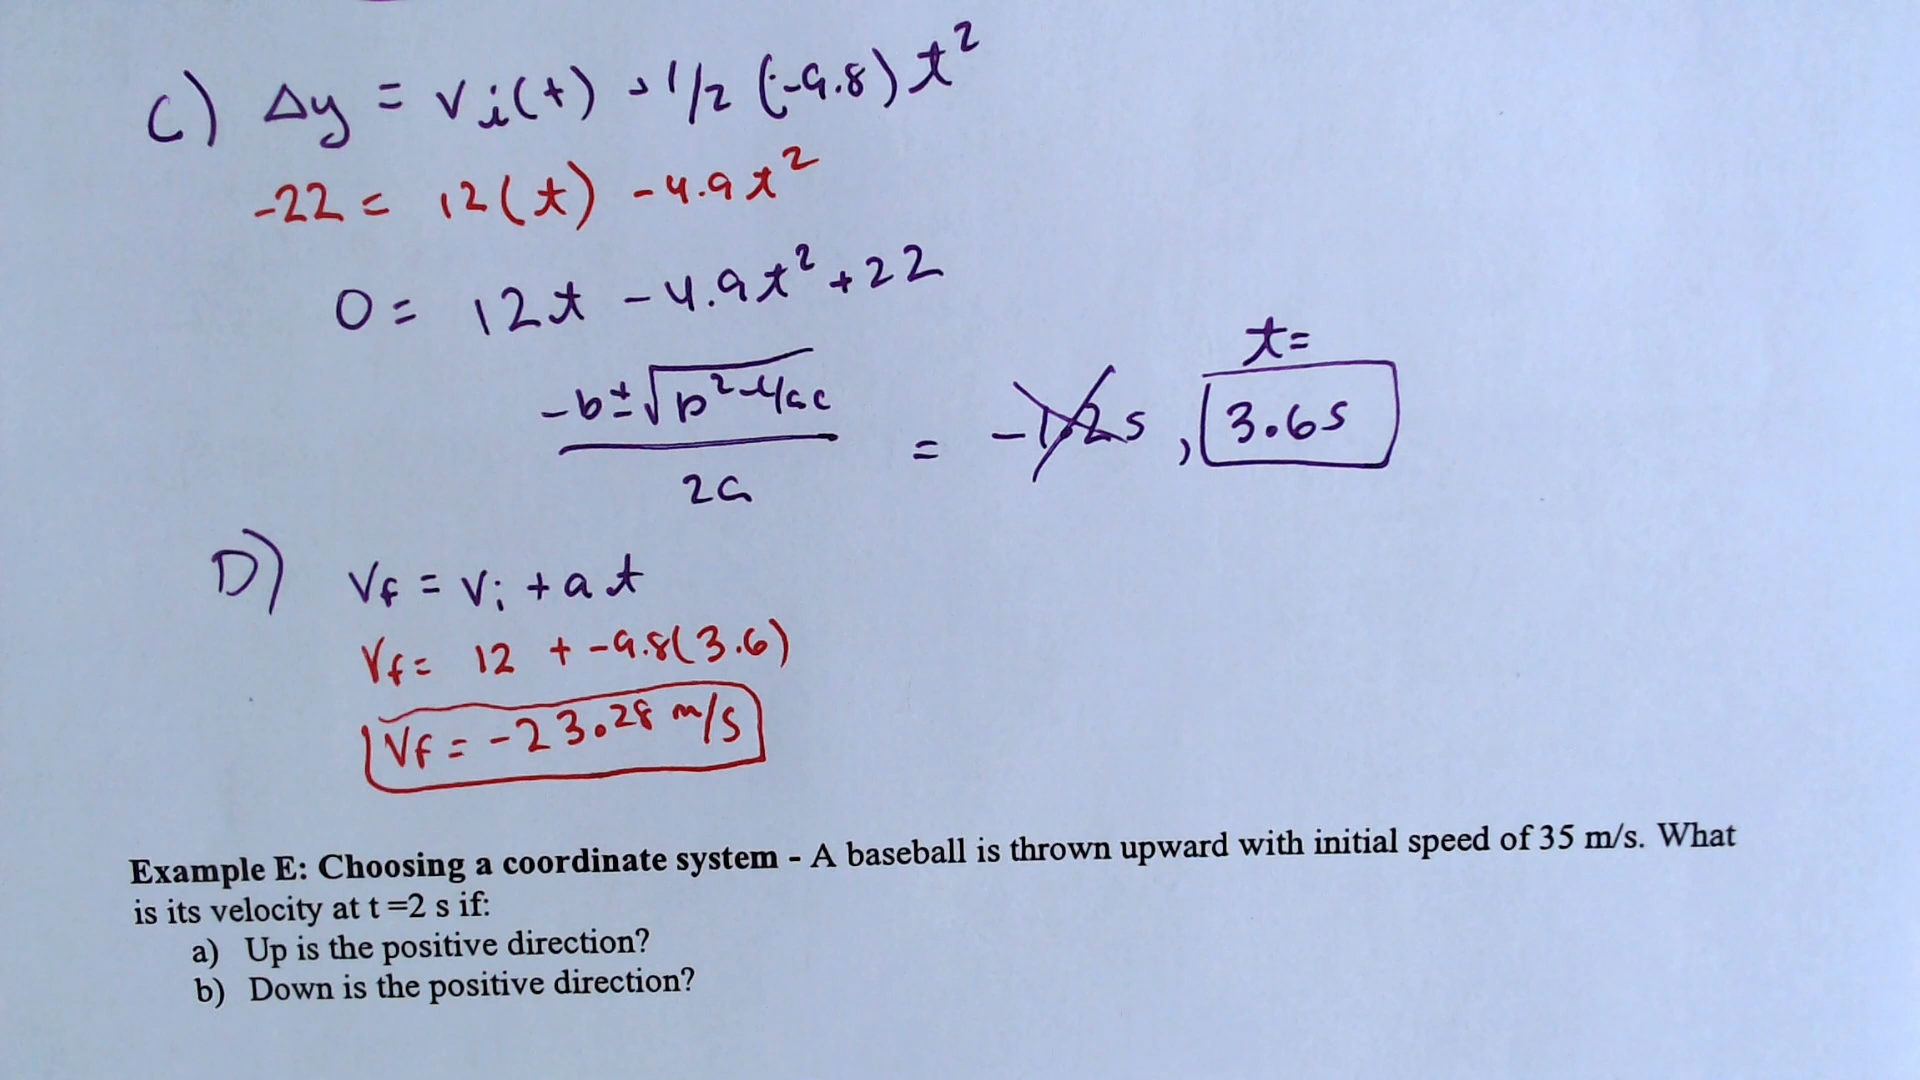 C) Δy = vi(t) + 1/2 (-9.8) t²
-22 = 12(t) - 4.9t²
0 = 12t - 4.9t² + 22
t=
-b±√b²-4ac / 2a = -1.2s, 3.6s
D) Vf = Vi + at
Vf = 12 + -9.8(3.6)
Vf = -23.28 m/s
Example E: Choosing a coordinate system - A baseball is thrown upward with initial speed of 35 m/s. What
is its velocity at t =2 s if:
a) Up is the positive direction?
b) Down is the positive direction?